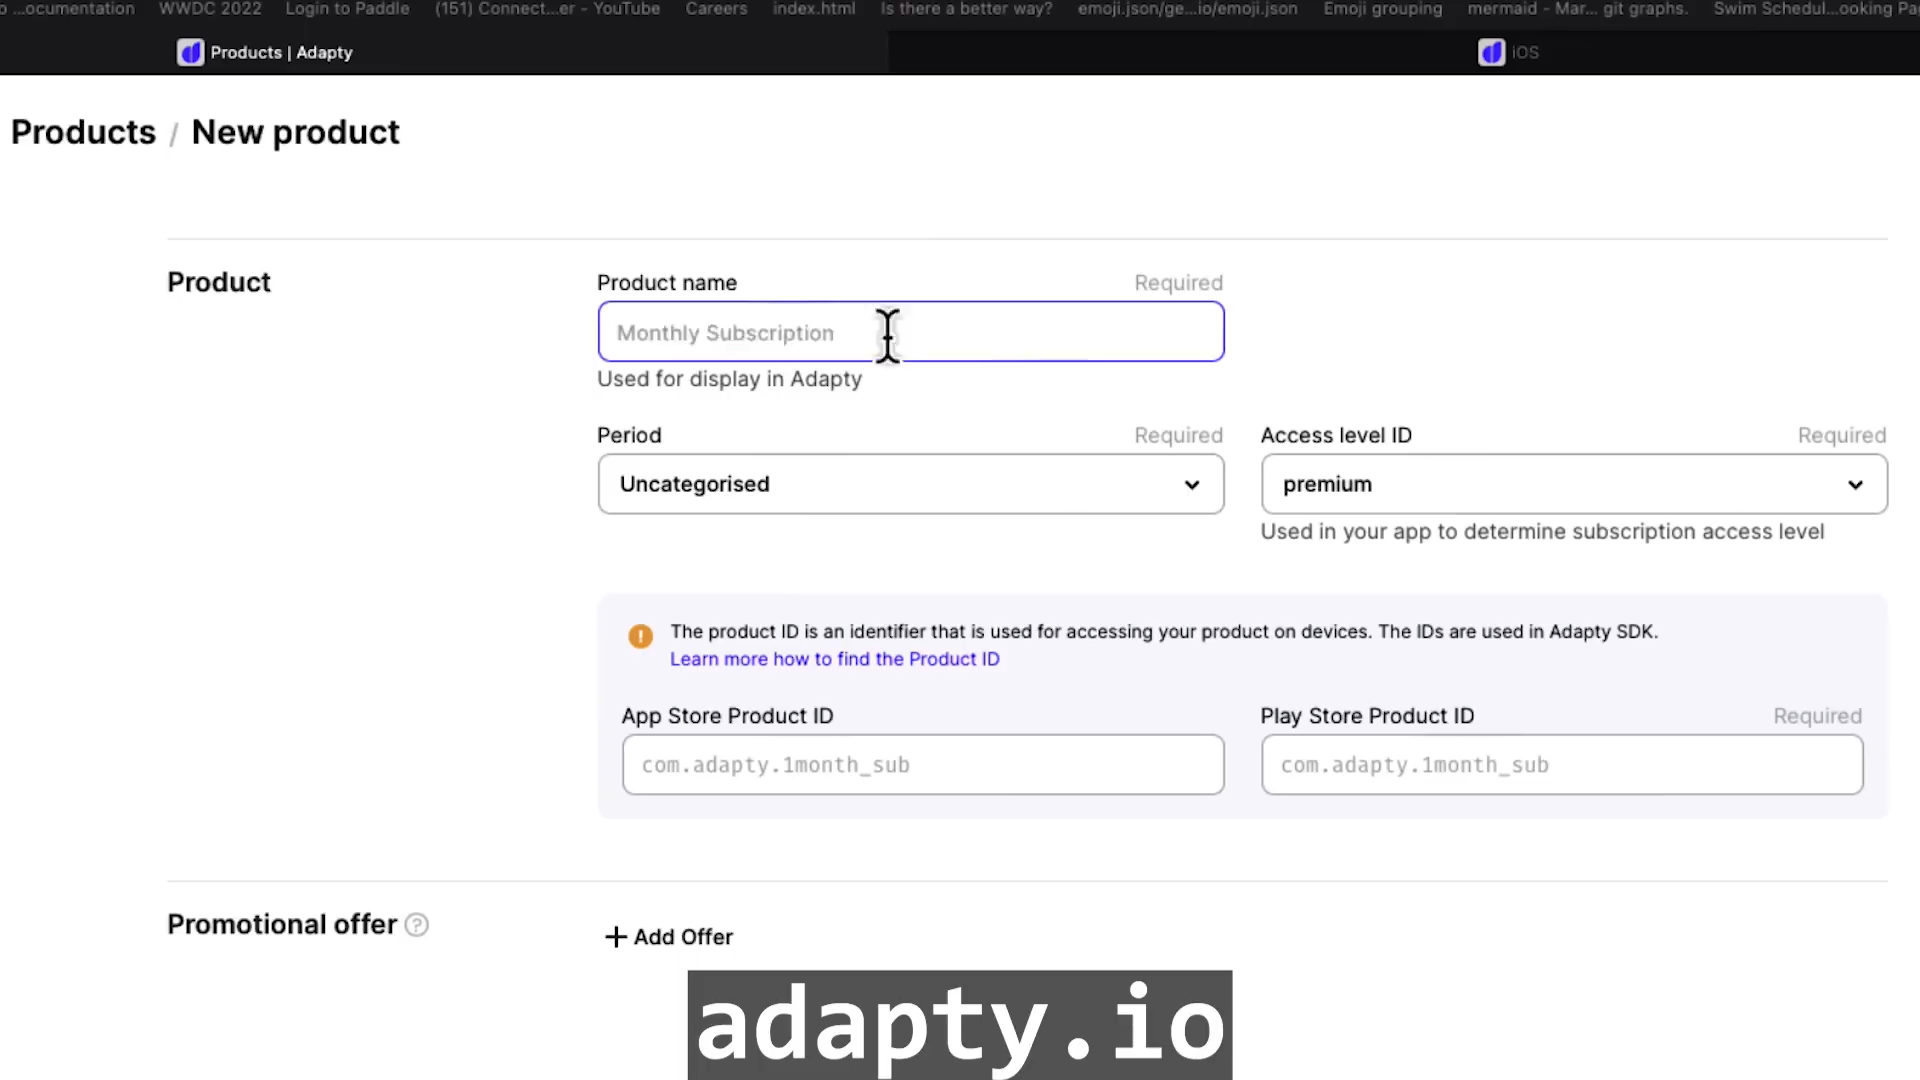 ...ocumentation WWDC 2022 Login to Paddle (151) Connect...er - YouTube Careers index.html Is there a better way? emoji.json/ge...io/emoji.json Emoji grouping mermaid - Mar... git graphs. Swim Schedul...ooking
Products | Adapty iOS
Products / New product
Product
Product name Required
Monthly Subscription
Used for display in Adapty
Period Required Access level ID Required
Uncategorised premium
Used in your app to determine subscription access level
The product ID is an identifier that is used for accessing your product on devices. The IDs are used in Adapty SDK.
Learn more how to find the Product ID
App Store Product ID Play Store Product ID Required
com.adapty.1month_sub com.adapty.1month_sub
Promotional offer ?
+ Add Offer
adapty.io